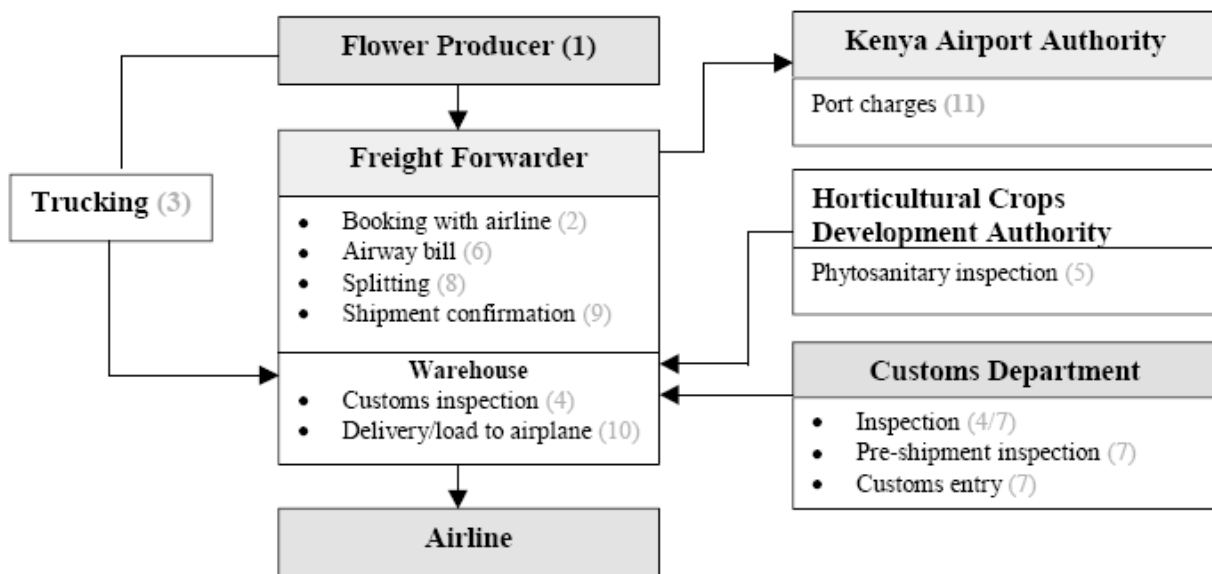 Flower Producer (1)
Kenya Airport Authority
Port charges (11)
Freight Forwarder
Trucking (3)
• Booking with airline (2)
• Airway bill (6)
• Splitting (8)
• Shipment confirmation (9)
Horticultural Crops
Development Authority
Phytosanitary inspection (5)
Warehouse
• Customs inspection (4)
• Delivery/load to airplane (10)
Customs Department
• Inspection (4/7)
• Pre-shipment inspection (7)
• Customs entry (7)
Airline